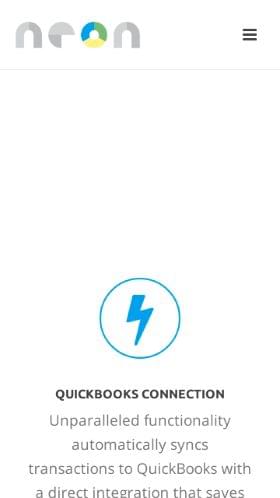 neon
QUICKBOOKS CONNECTION
Unparalleled functionality
automatically syncs
transactions to QuickBooks with
a direct integration that saves